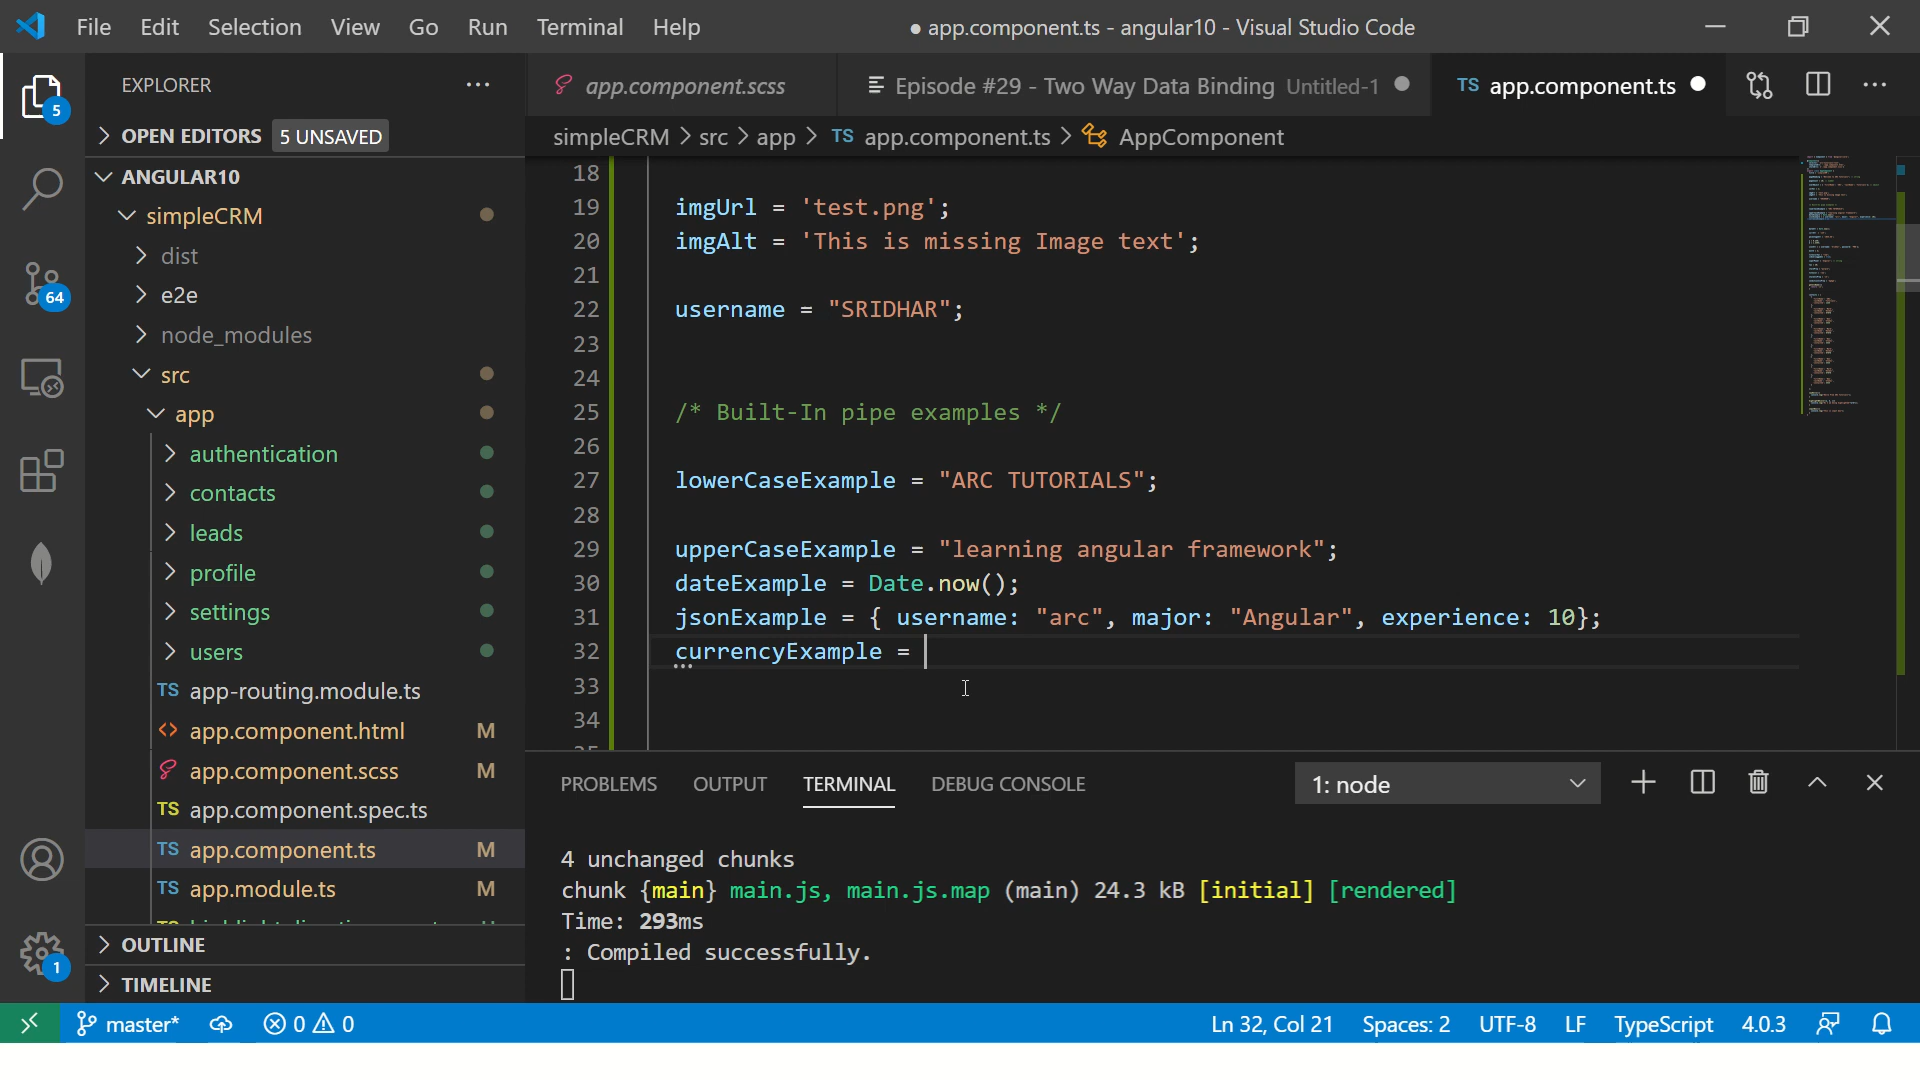 File Edit Selection View Go Run Terminal Help
● app.component.ts - angular10 - Visual Studio Code
EXPLORER
app.component.scss
Episode #29 - Two Way Data Binding Untitled-1
TS app.component.ts
5
OPEN EDITORS 5 UNSAVED
simpleCRM > src > app > TS app.component.ts > AppComponent
ANGULAR10
simpleCRM
dist
e2e
node_modules
src
app
authentication
contacts
leads
profile
settings
users
TS app-routing.module.ts
<> app.component.html M
app.component.scss M
TS app.component.spec.ts
TS app.component.ts M
TS app.module.ts M
OUTLINE
TIMELINE
64
1
18
19 imgUrl = 'test.png';
20 imgAlt = 'This is missing Image text';
21
22 username = "SRIDHAR";
23
24
25 /* Built-In pipe examples */
26
27 lowerCaseExample = "ARC TUTORIALS";
28
29 upperCaseExample = "learning angular framework";
30 dateExample = Date.now();
31 jsonExample = { username: "arc", major: "Angular", experience: 10};
32 currencyExample =
33
34
PROBLEMS OUTPUT TERMINAL DEBUG CONSOLE
1: node
4 unchanged chunks
chunk {main} main.js, main.js.map (main) 24.3 kB [initial] [rendered]
Time: 293ms
: Compiled successfully.
master* 0 0
Ln 32, Col 21 Spaces: 2 UTF-8 LF TypeScript 4.0.3